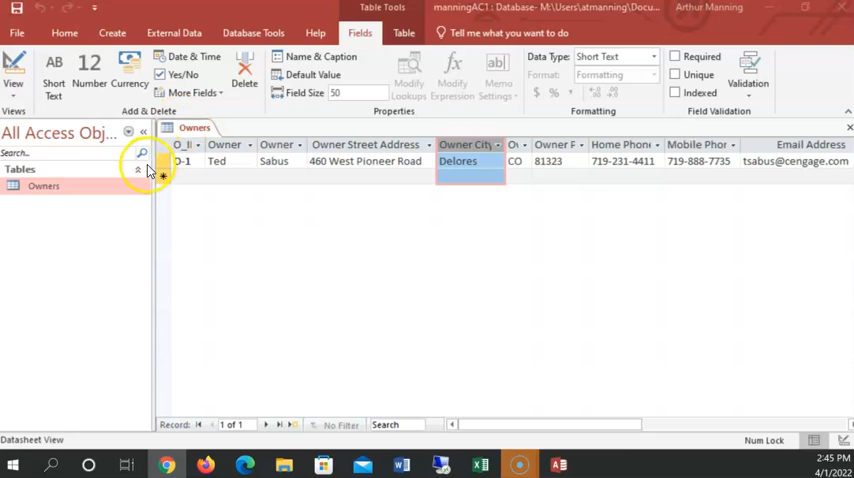 Table Tools
manningAC1 : Database- M:\Users\atmanning\Docu...
Arthur Manning
File
Home
Create
External Data
Database Tools
Help
Fields
Table
Tell me what you want to do
View
Views
AB
Short
Text
12
Number
Currency
Date & Time
Yes/No
More Fields
Delete
Add & Delete
Name & Caption
Default Value
Field Size
50
Modify
Lookups
fx
Modify
Expression
ab
Memo
Settings
Properties
Data Type:
Short Text
Format:
Formatting
$ % ,
Formatting
Required
Unique
Indexed
Validation
Field Validation
All Access Obj...
Search...
Tables
Owners
Owners
Owner
Owner
Owner Street Address
Owner City
Owner P
Home Phone
Mobile Phor
Email Address
O-1
Ted
Sabus
460 West Pioneer Road
Delores
CO
81323
719-231-4411
719-888-7735
tsabus@cengage.com
Record:
1 of 1
No Filter
Search
Datasheet View
Num Lock
2:45 PM
4/1/2022